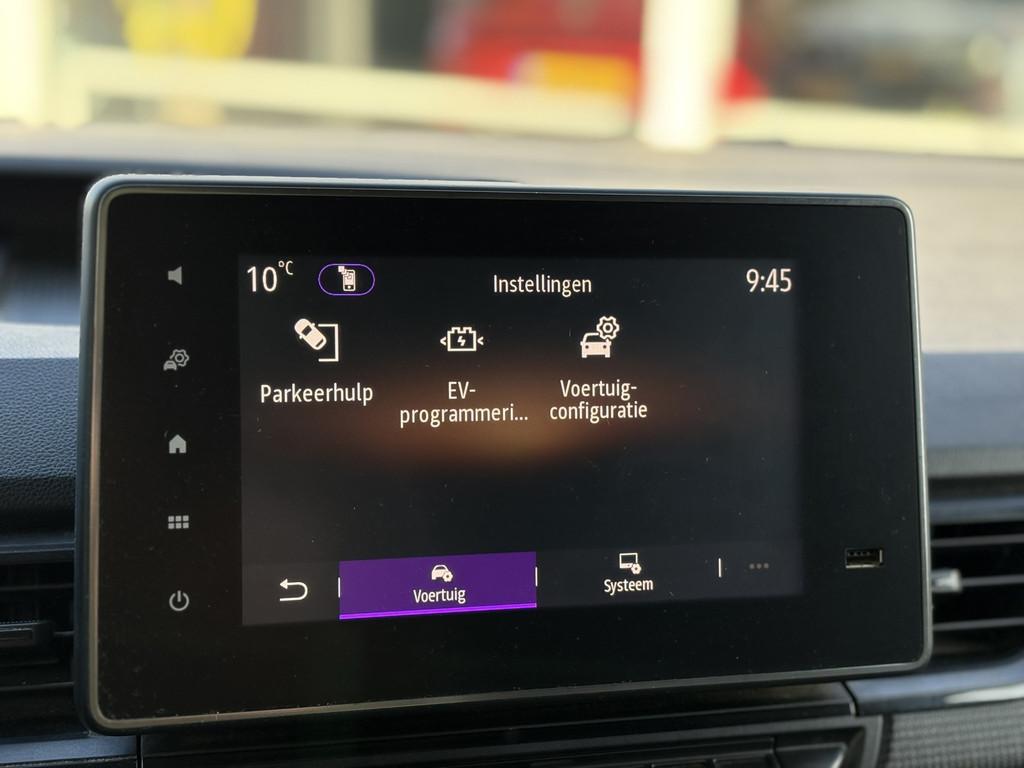 10°C
Instellingen
9:45
Parkeerhulp
EV-
programmeri...
Voertuig-
configuratie
Voertuig
Systeem